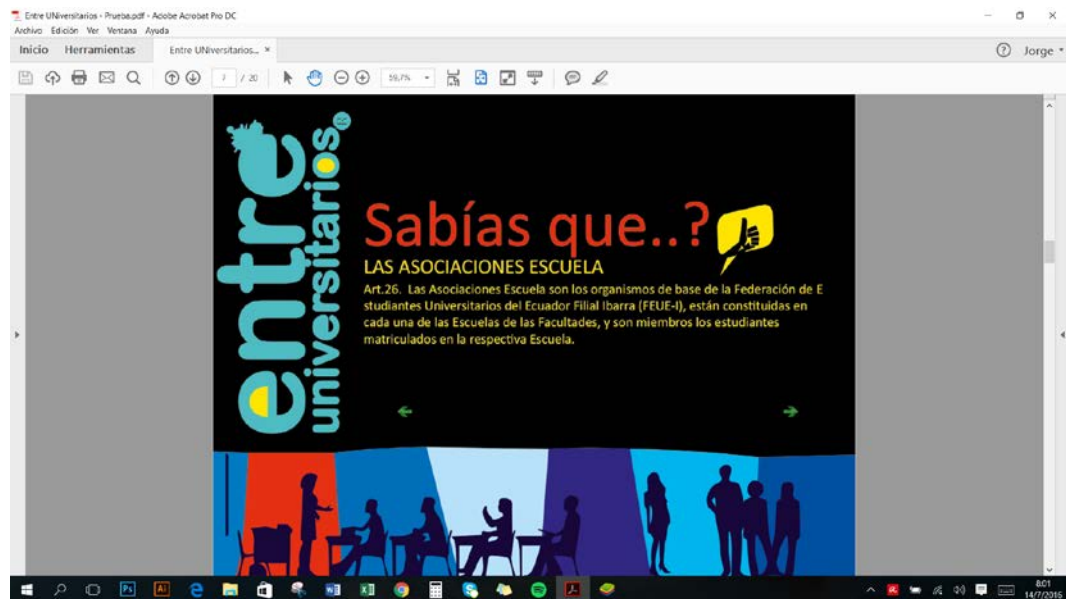 Entre UNiversitarios - Prueba.pdf - Adobe Acrobat Pro DC
Archivo Edición Ver Ventana Ayuda
Inicio Herramientas Entre UNiversitarios... × Jorge
7 / 20 59,7%
entre
universitarios
Sabías que..?
LAS ASOCIACIONES ESCUELA
Art.26. Las Asociaciones Escuela son los organismos de base de la Federación de E
studiantes Universitarios del Ecuador Filial Ibarra (FEUE-I), están constituidas en
cada una de las Escuelas de las Facultades, y son miembros los estudiantes
matriculados en la respectiva Escuela.
Ps Ai
8:01
14/7/2016